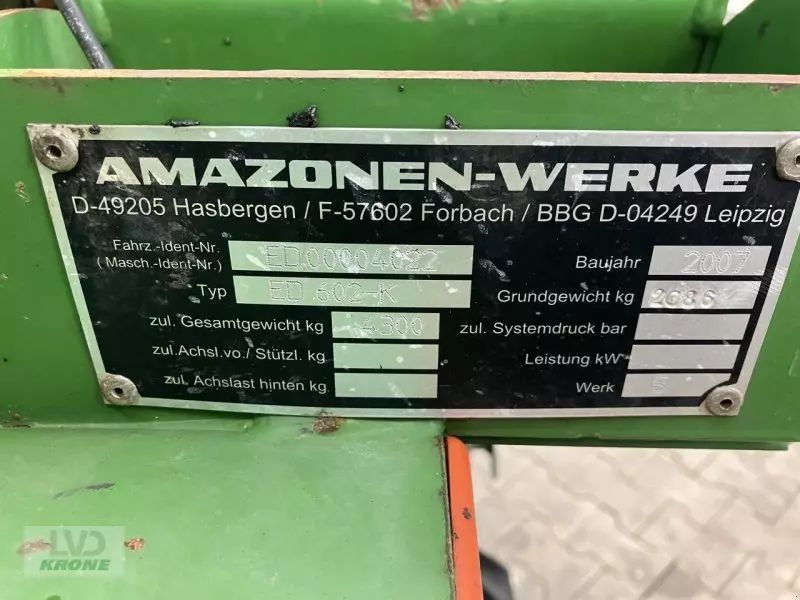 AMAZONEN-WERKE
D-49205 Hasbergen / F-57602 Forbach / BBG D-04249 Leipzig
Fahrz.-Ident-Nr. ED00004022 Baujahr 2007
( Masch.-Ident-Nr.)
Typ ED 602-K Grundgewicht kg
zul. Gesamtgewicht kg 4300 zul. Systemdruck bar
zul.Achsl.vo./ Stützl. kg Leistung kW
zul. Achslast hinten kg Werk 5
LVD
KRONE